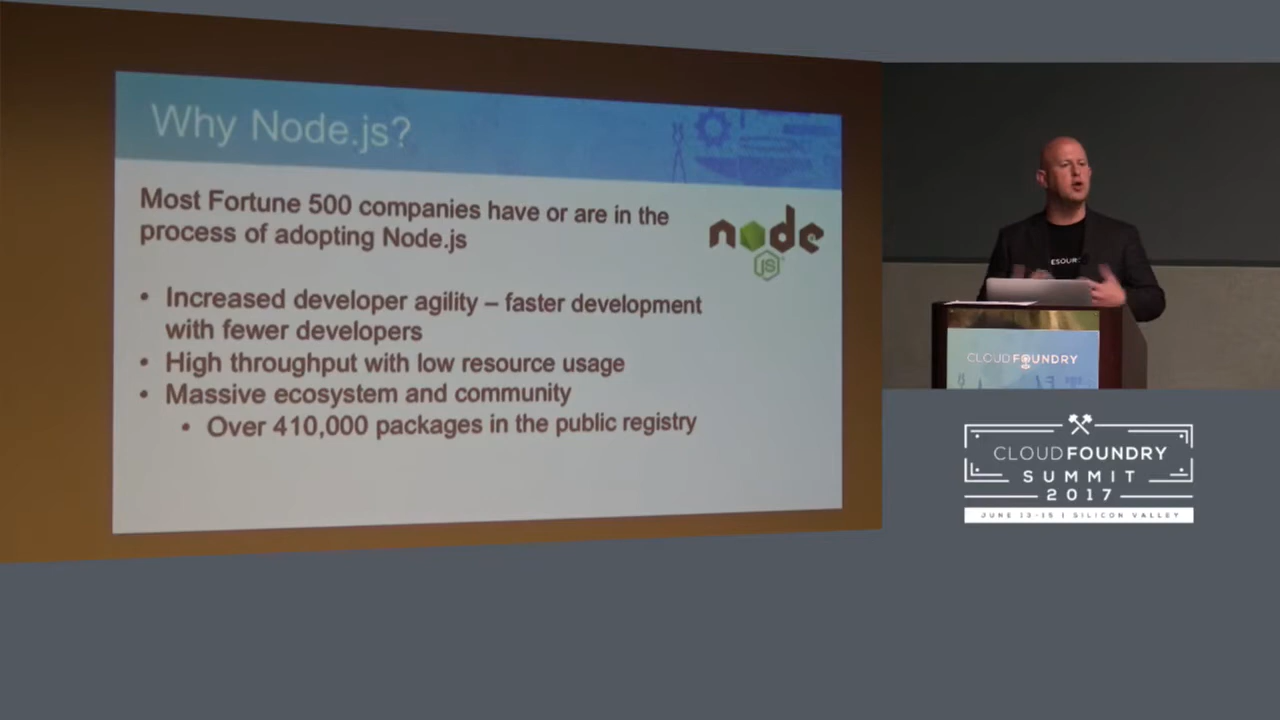 Why Node.js?
Most Fortune 500 companies have or are in the
process of adopting Node.js
node
JS
• Increased developer agility – faster development
with fewer developers
• High throughput with low resource usage
• Massive ecosystem and community
• Over 410,000 packages in the public registry
ESOUR
CLOUD FOUNDRY
CLOUD FOUNDRY
SUMMIT
2017
JUNE 13-15 | SILICON VALLEY